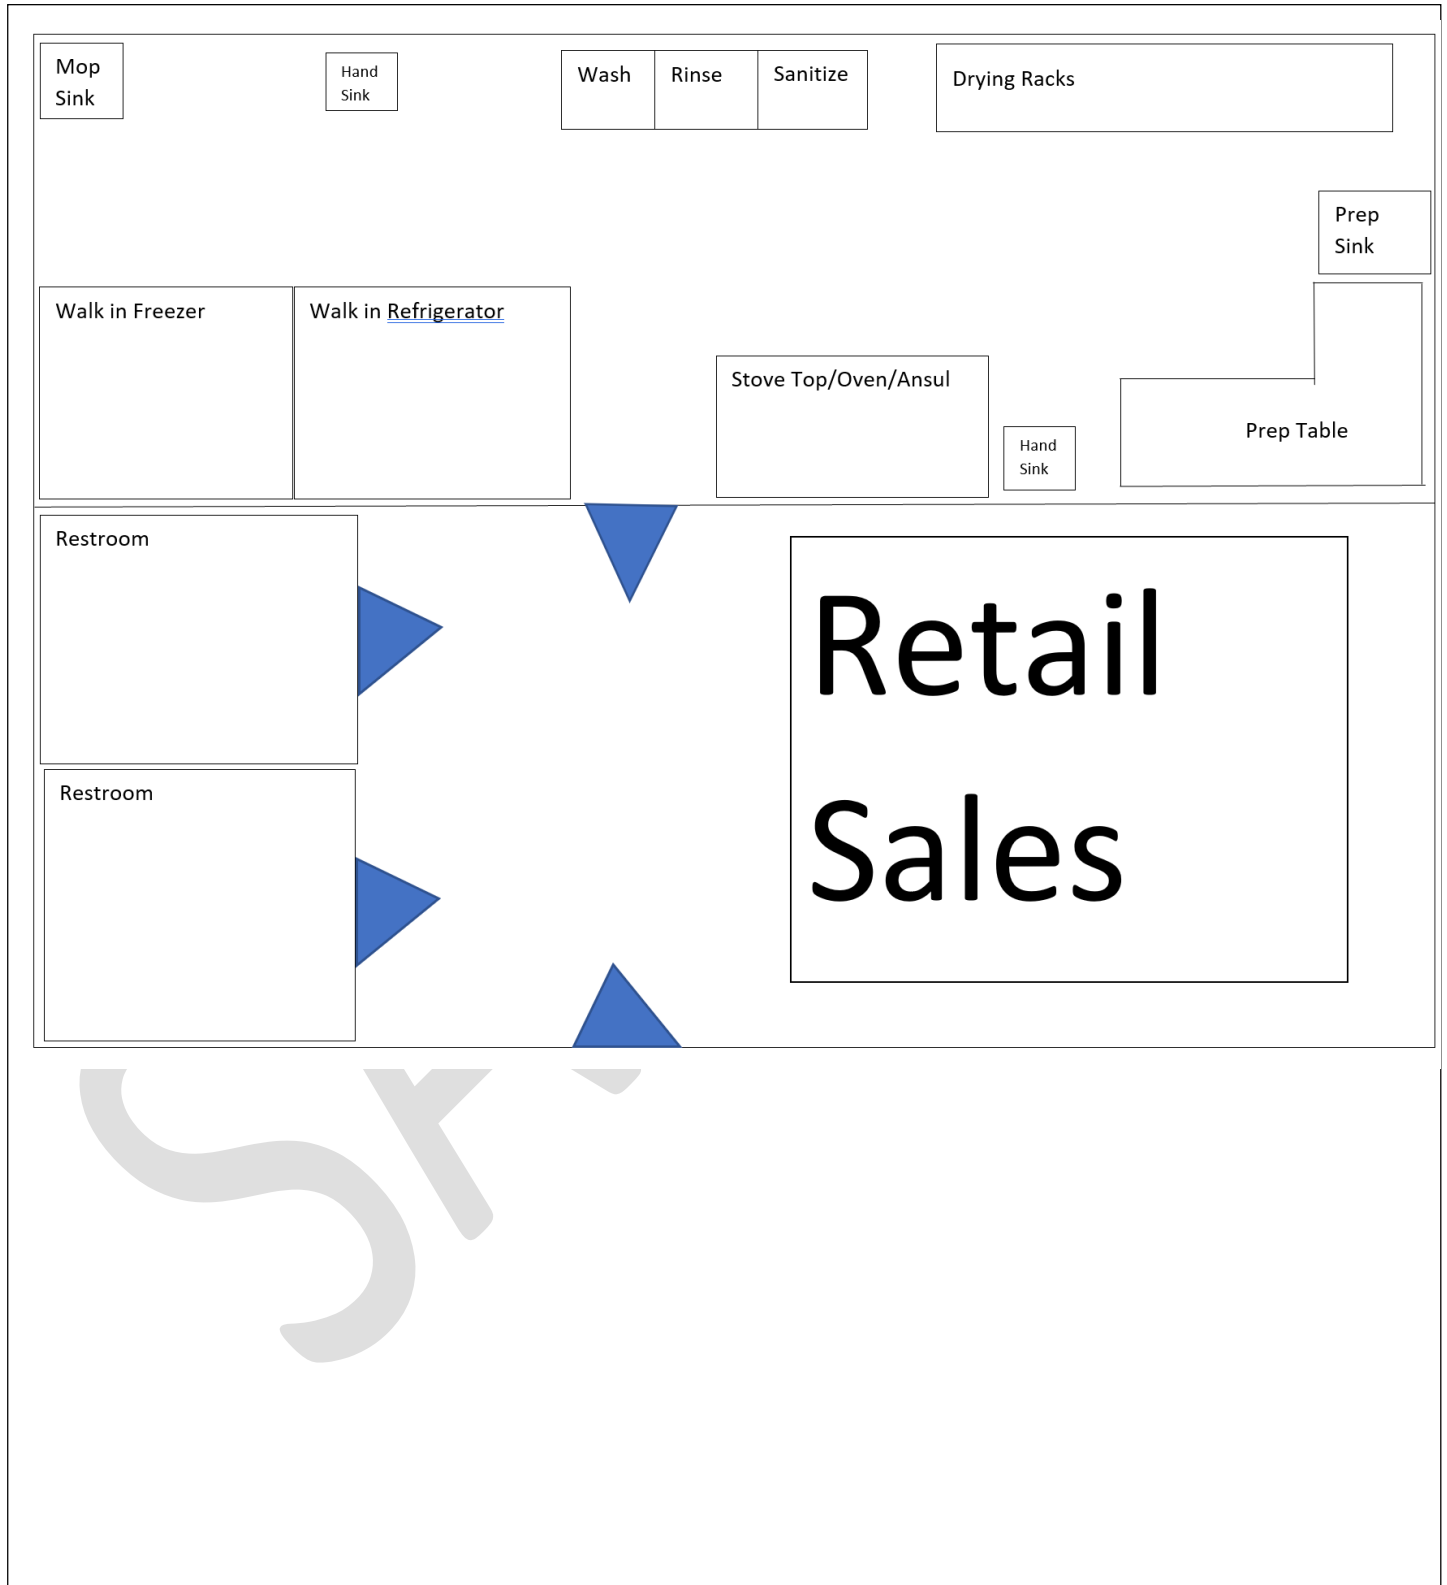 Mop
Sink
Hand
Sink
Wash
Rinse
Sanitize
Drying Racks
Prep
Sink
Walk in Freezer
Walk in Refrigerator
Stove Top/Oven/Ansul
Hand
Sink
Prep Table
Restroom
Retail
Sales
Restroom